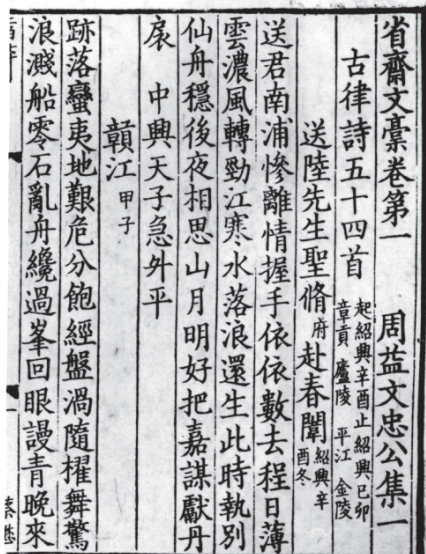 省齋文稾卷第一　周益文忠公集一
古律詩五十四首 起紹興辛酉止紹興己卯
章貢 廬陵 平江 金陵
送陸先生聖脩府赴春闈 紹興辛
酉冬
送君南浦慘離情握手依依數去程日薄
雲濃風轉勁江寒水落浪還生此時執別
仙舟穩後夜相思山月明好把嘉謀獻丹
扆 中興天子急升平
贑江 甲子
跡落蠻夷地艱危分飽經盤渦隨櫂舞驚
浪濺船零石亂舟纔過峯回眼謾青晚來